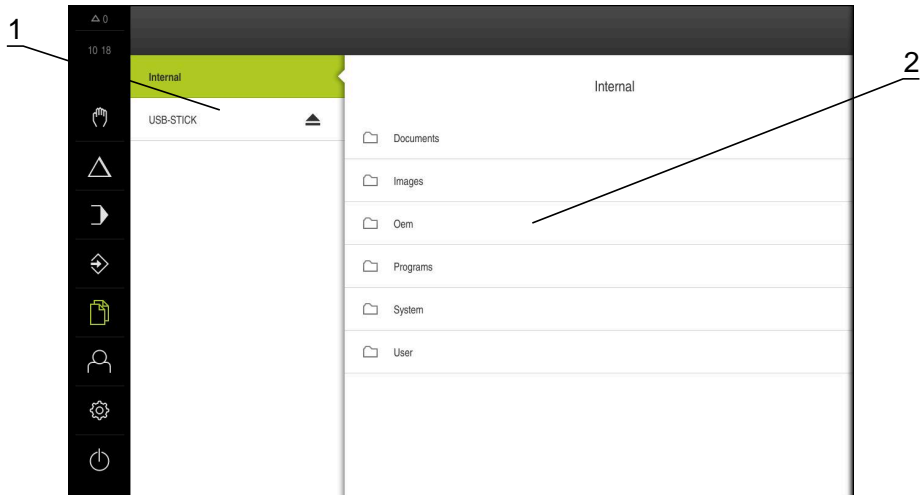 1
2
0
10 18
Internal
USB-STICK
Internal
Documents
Images
Oem
Programs
System
User